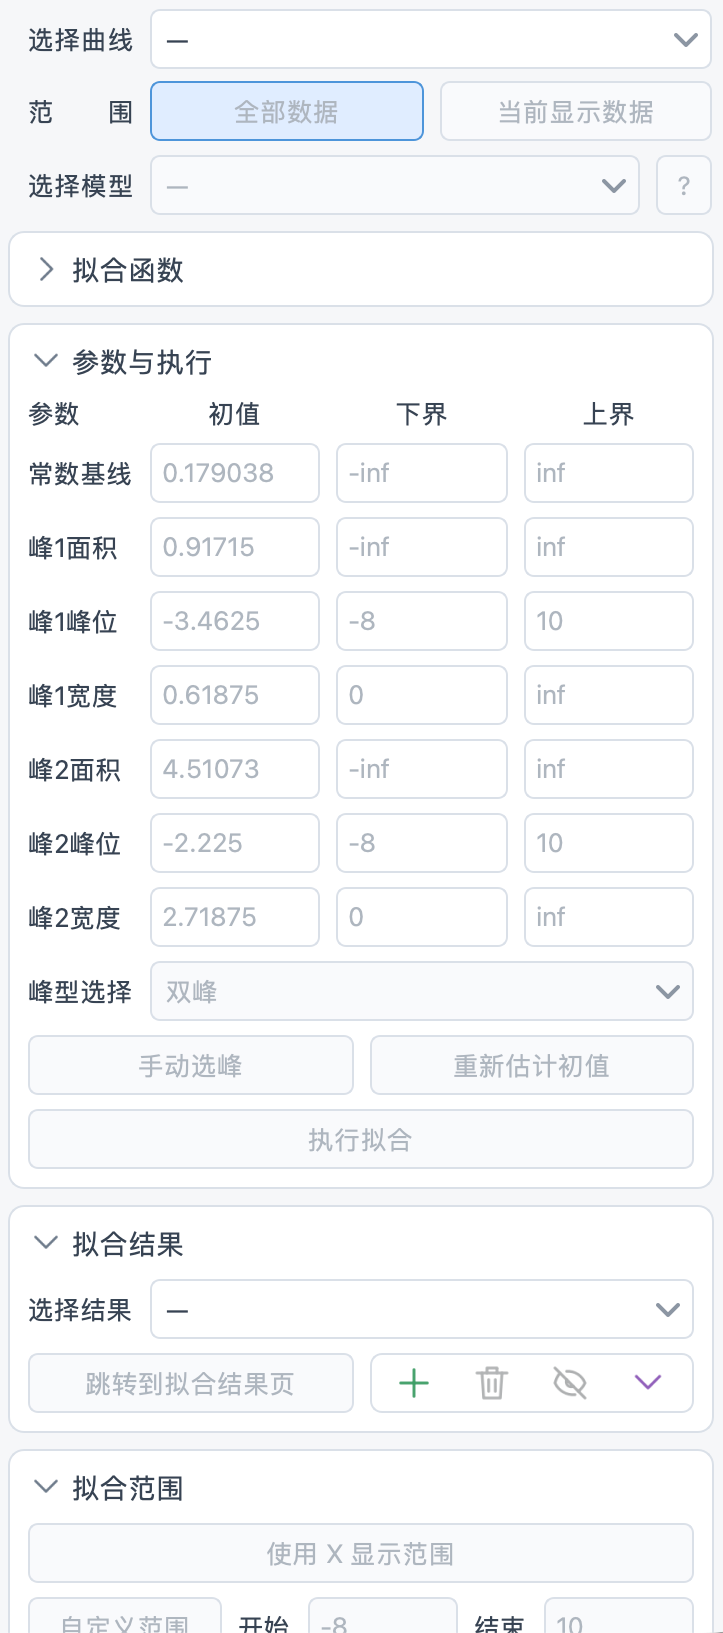 选择曲线 —
范 围 全部数据 当前显示数据
选择模型 — ?
拟合函数
参数与执行
参数 初值 下界 上界
常数基线 0.179038 -inf inf
峰1面积 0.91715 -inf inf
峰1峰位 -3.4625 -8 10
峰1宽度 0.61875 0 inf
峰2面积 4.51073 -inf inf
峰2峰位 -2.225 -8 10
峰2宽度 2.71875 0 inf
峰型选择 双峰
手动选峰 重新估计初值
执行拟合
拟合结果
选择结果 —
跳转到拟合结果页
拟合范围
使用 X 显示范围
自定义范围 开始 -8 结束 10